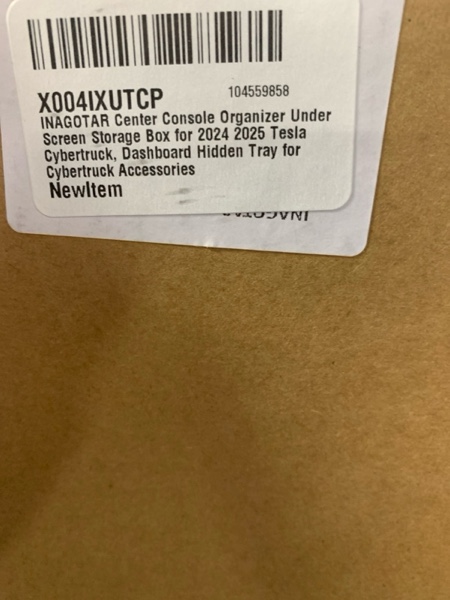 X004IXUTCP 104559858
INAGOTAR Center Console Organizer Under
Screen Storage Box for 2024 2025 Tesla
Cybertruck, Dashboard Hidden Tray for
Cybertruck Accessories
NewItem